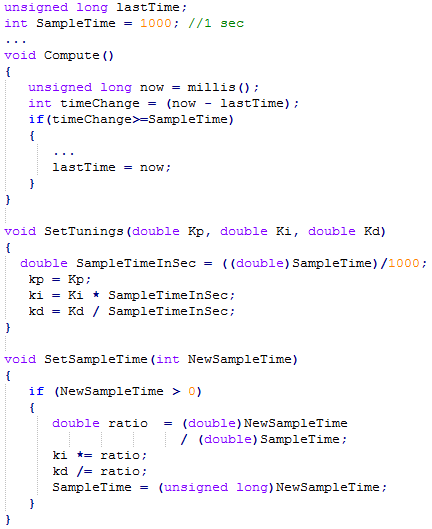 unsigned long lastTime;
int SampleTime = 1000; //1 sec
...
void Compute()
{
unsigned long now = millis();
int timeChange = (now - lastTime);
if(timeChange>=SampleTime)
{
...
lastTime = now;
}
}
void SetTunings(double Kp, double Ki, double Kd)
{
double SampleTimeInSec = ((double)SampleTime)/1000;
kp = Kp;
ki = Ki * SampleTimeInSec;
kd = Kd / SampleTimeInSec;
}
void SetSampleTime(int NewSampleTime)
{
if (NewSampleTime > 0)
{
double ratio  = (double)NewSampleTime
/ (double)SampleTime;
ki *= ratio;
kd /= ratio;
SampleTime = (unsigned long)NewSampleTime;
}
}